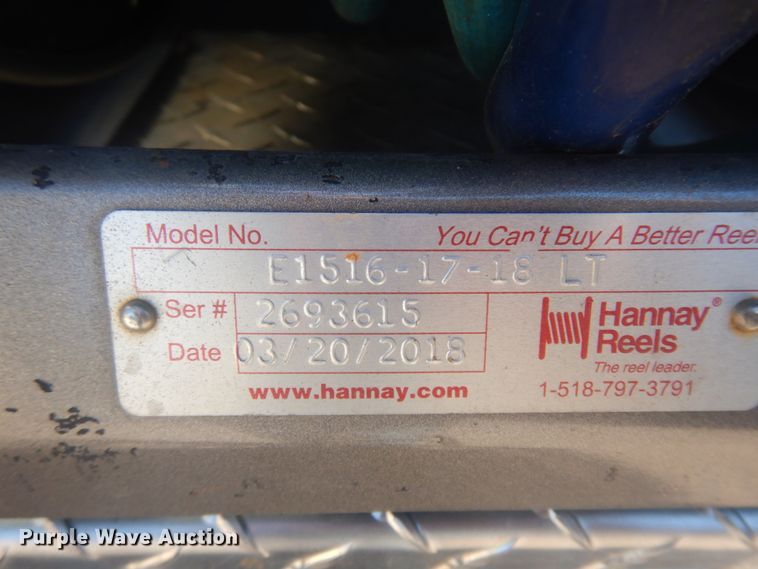 Model No. You Can't Buy A Better Reel
E1516-17-18 LT
Ser # 2693615
Date 03/20/2018
Hannay®
Reels
The reel leader.
www.hannay.com
1-518-797-3791
Purple Wave Auction